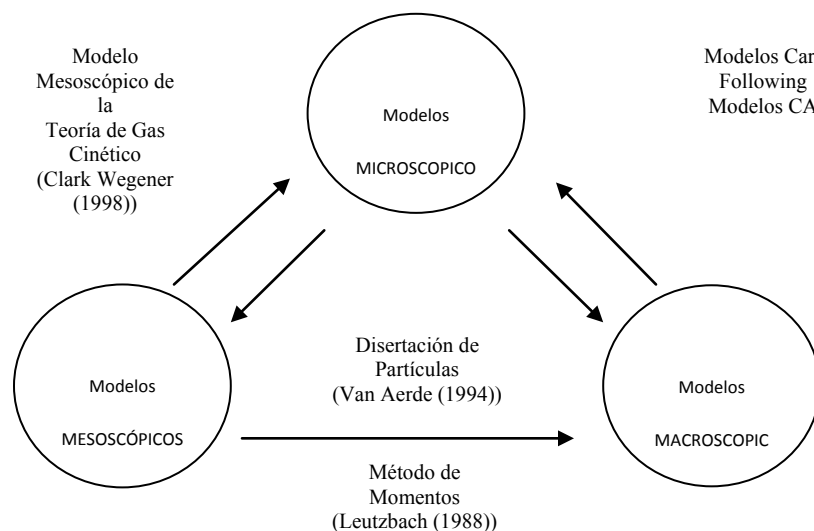 Modelo
Mesoscópico de
la
Teoría de Gas
Cinético
(Clark Wegener
(1998))
Modelos
MICROSCOPICO
Modelos Car
Following
Modelos CA
Modelos
MESOSCÓPICOS
Disertación de
Partículas
(Van Aerde (1994))
Método de
Momentos
(Leutzbach (1988))
Modelos
MACROSCOPIC